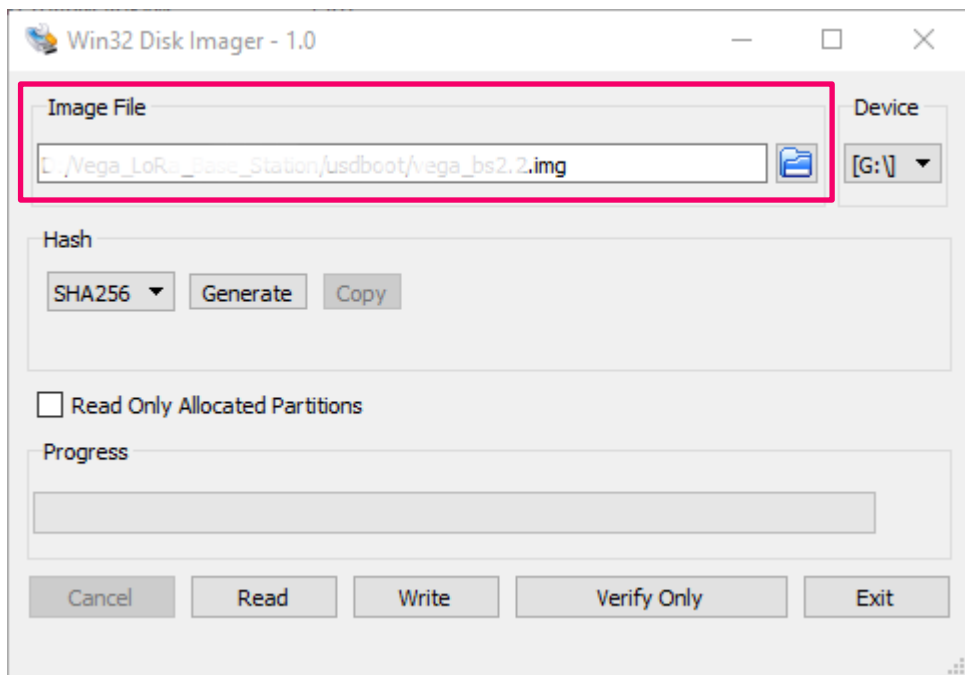 Win32 Disk Imager - 1.0
Image File
Device
D:/Vega_LoRa_Base_Station/usdboot/vega_bs2.2.img
[G:\]
Hash
SHA256
Generate
Copy
Read Only Allocated Partitions
Progress
Cancel
Read
Write
Verify Only
Exit